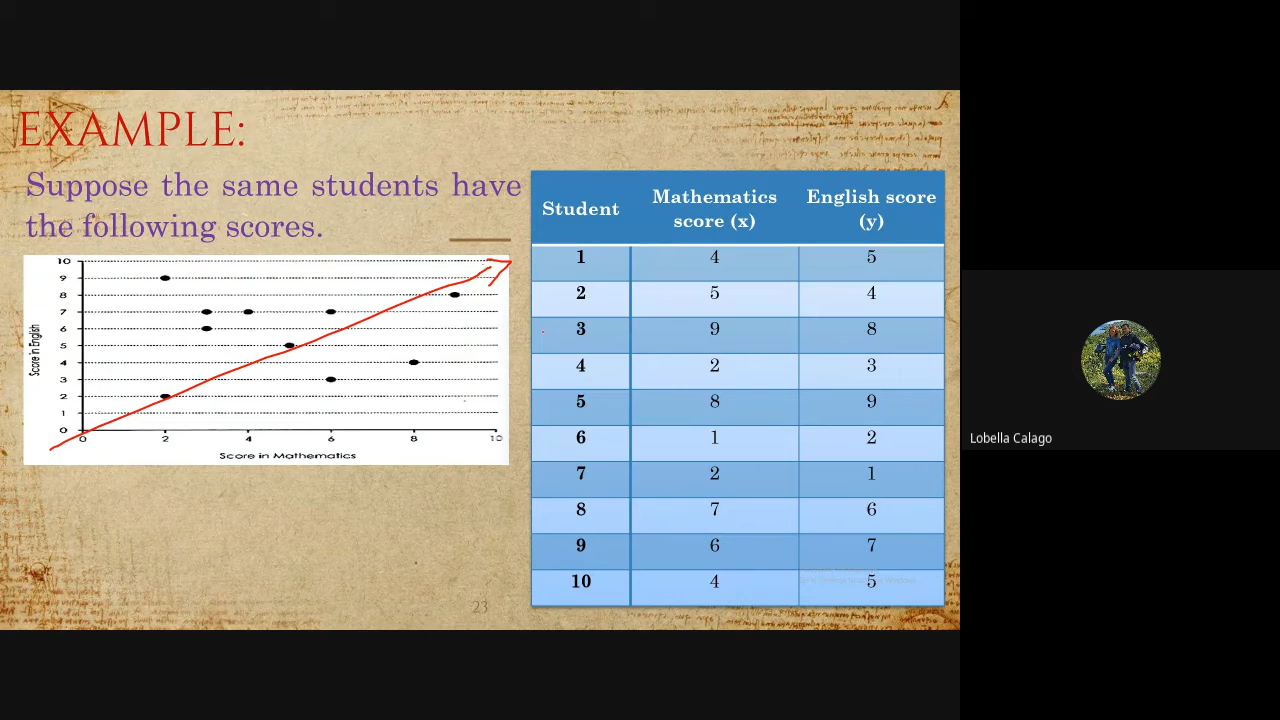 EXAMPLE:
Suppose the same students have
the following scores.
Score in English
10
9
8
7
6
5
4
3
2
1
0
0 2 4 6 8 10
Score in Mathematics
Student Mathematics score (x) English score (y)
1 4 5
2 5 4
3 9 8
4 2 3
5 8 9
6 1 2
7 2 1
8 7 6
9 6 7
10 4 5
23
Lobella Calago